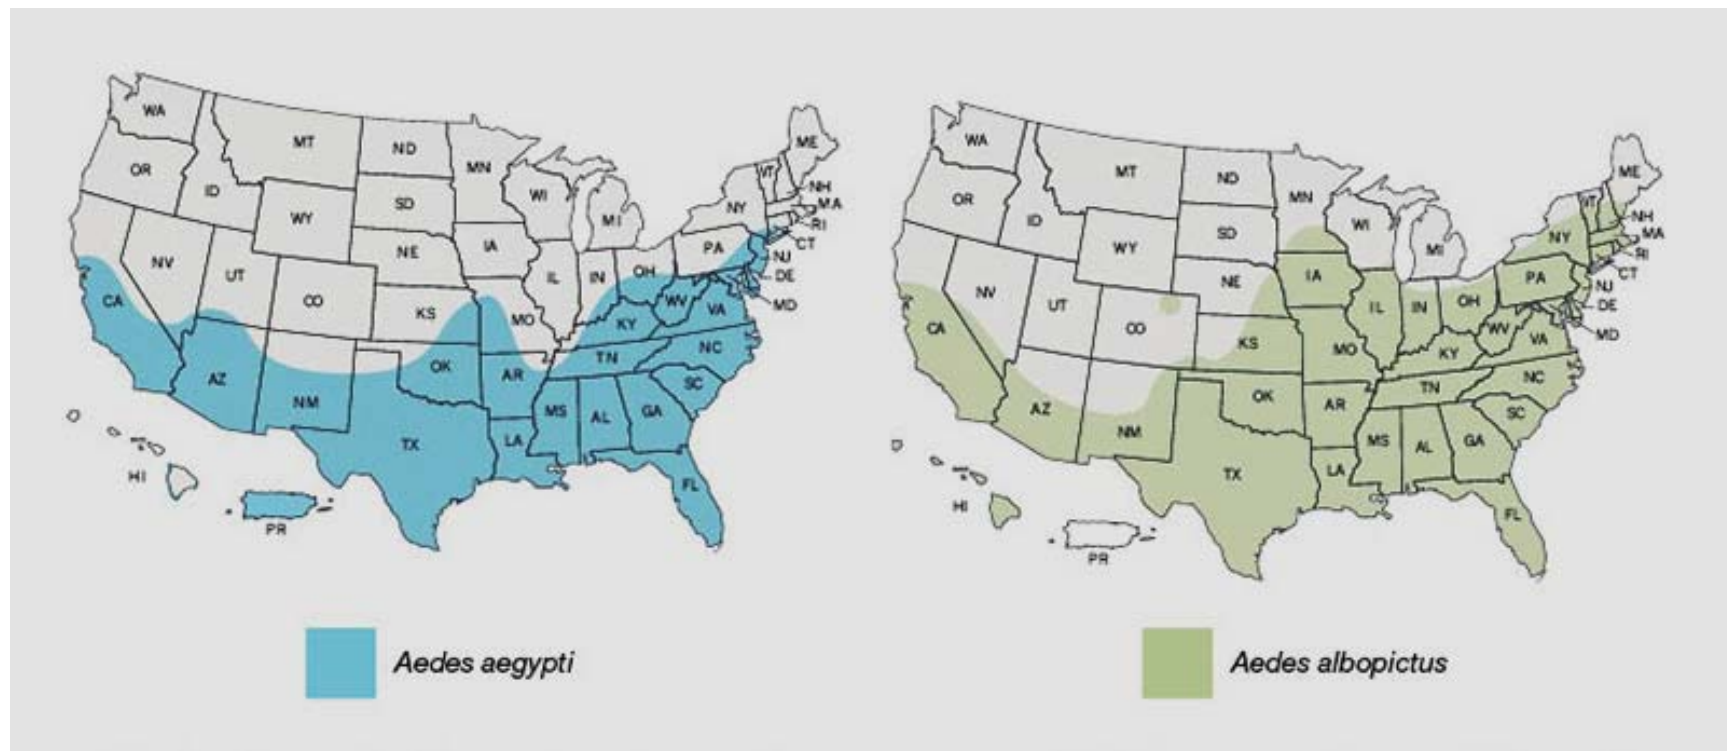 WA
MT
ND
MN
OR
ID
WY
SD
WI
MI
NY
VT
ME
NH
MA
RI
CT
NJ
DE
MD
PA
NV
UT
CO
NE
IA
IL
IN
OH
CA
KS
MO
KY
WV
VA
AZ
NM
OK
AR
TN
NC
SC
TX
LA
MS
AL
GA
FL
HI
PR
Aedes aegypti
WA
MT
ND
MN
OR
ID
WY
SD
WI
MI
NY
VT
ME
NH
MA
RI
CT
NJ
DE
MD
PA
NV
UT
CO
NE
IA
IL
IN
OH
CA
KS
MO
KY
WV
VA
AZ
NM
OK
AR
TN
NC
SC
TX
LA
MS
AL
GA
FL
HI
PR
Aedes albopictus